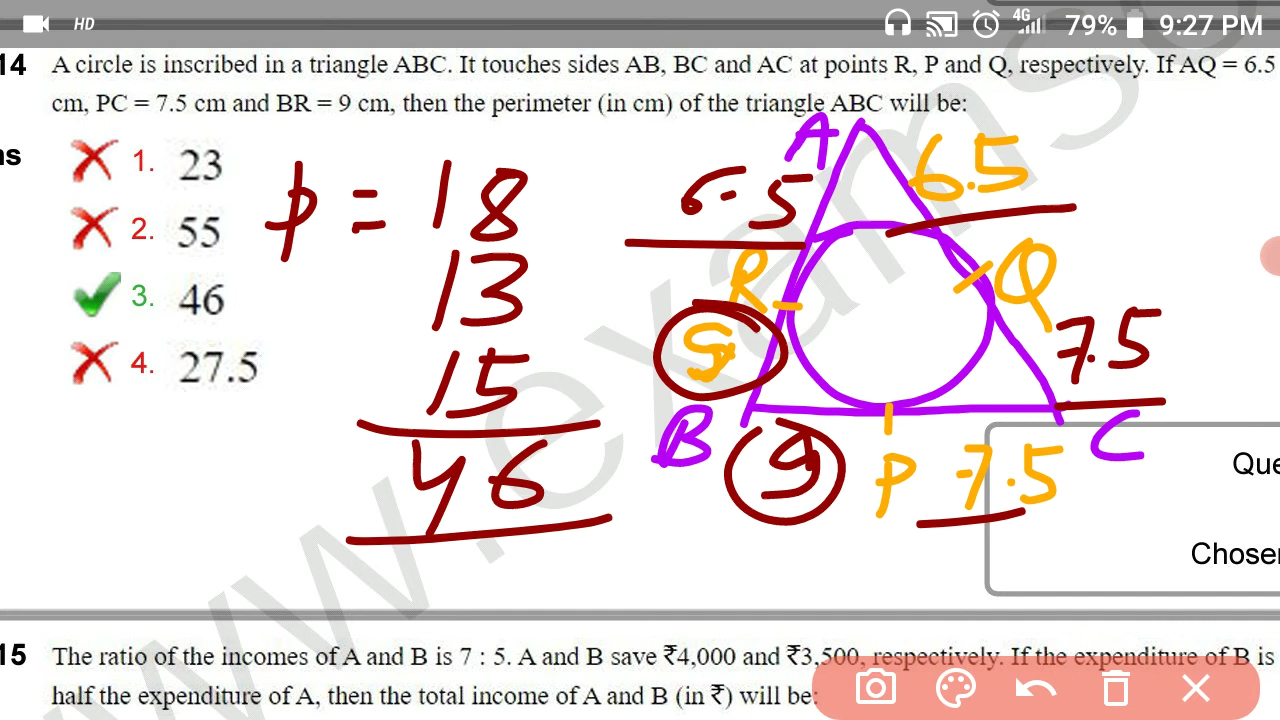 HD 4G 79% 9:27 PM
14 A circle is inscribed in a triangle ABC. It touches sides AB, BC and AC at points R, P and Q, respectively. If AQ = 6.5
cm, PC = 7.5 cm and BR = 9 cm, then the perimeter (in cm) of the triangle ABC will be:
ns
1. 23
2. 55
3. 46
4. 27.5
p = 18
13
15
46
A
6.5
6.5
R
Q
9
7.5
B
9
P
7.5
C
Que
Chosen
15 The ratio of the incomes of A and B is 7 : 5. A and B save ₹4,000 and ₹3,500, respectively. If the expenditure of B is
half the expenditure of A, then the total income of A and B (in ₹) will be:
www.exams